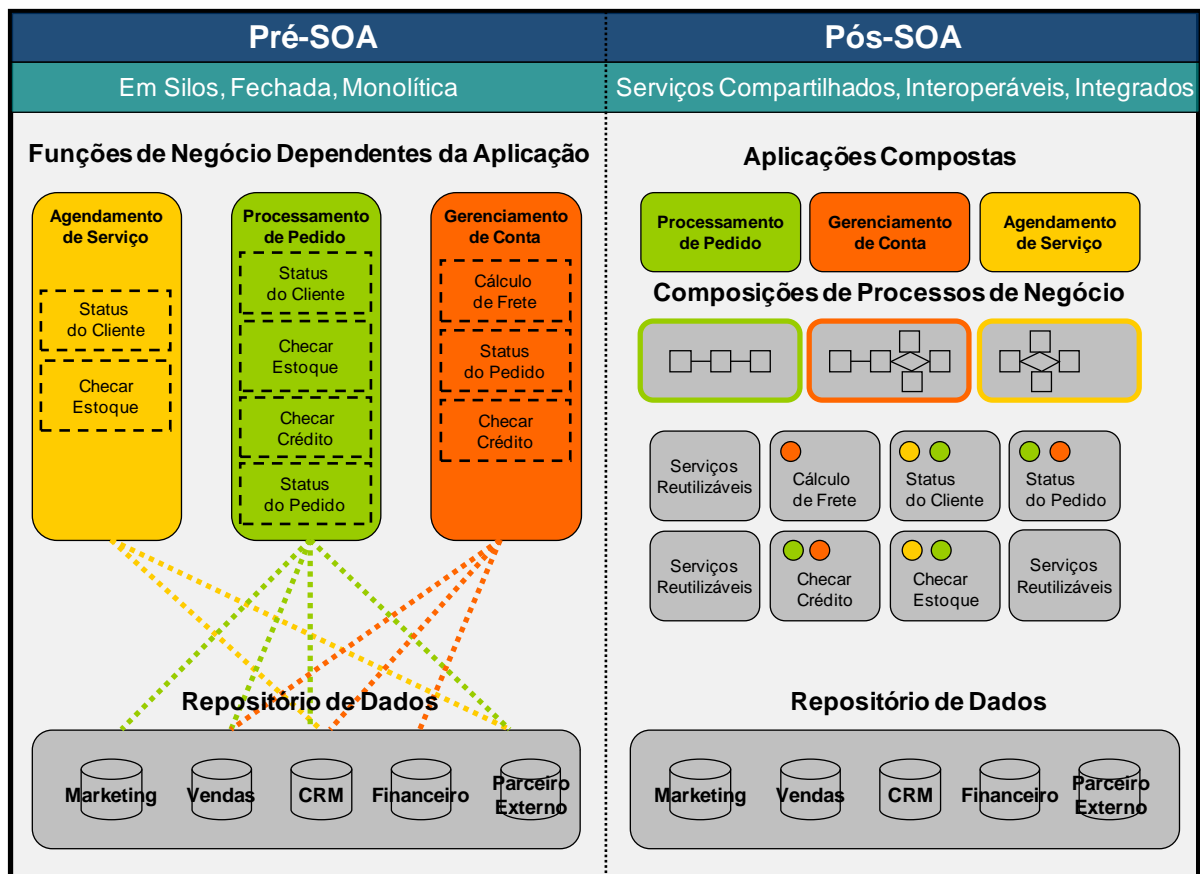 Pré-SOA
Em Silos, Fechada, Monolítica
Funções de Negócio Dependentes da Aplicação
Agendamento
de Serviço
Status
do Cliente
Checar
Estoque
Processamento
de Pedido
Status
do Cliente
Checar
Estoque
Checar
Crédito
Status
do Pedido
Gerenciamento
de Conta
Cálculo
de Frete
Status
do Pedido
Checar
Crédito
Repositório de Dados
Marketing
Vendas
CRM
Financeiro
Parceiro
Externo
Pós-SOA
Serviços Compartilhados, Interoperáveis, Integrados
Aplicações Compostas
Processamento
de Pedido
Gerenciamento
de Conta
Agendamento
de Serviço
Composições de Processos de Negócio
Serviços
Reutilizáveis
Cálculo
de Frete
Status
do Cliente
Status
do Pedido
Serviços
Reutilizáveis
Checar
Crédito
Checar
Estoque
Serviços
Reutilizáveis
Repositório de Dados
Marketing
Vendas
CRM
Financeiro
Parceiro
Externo